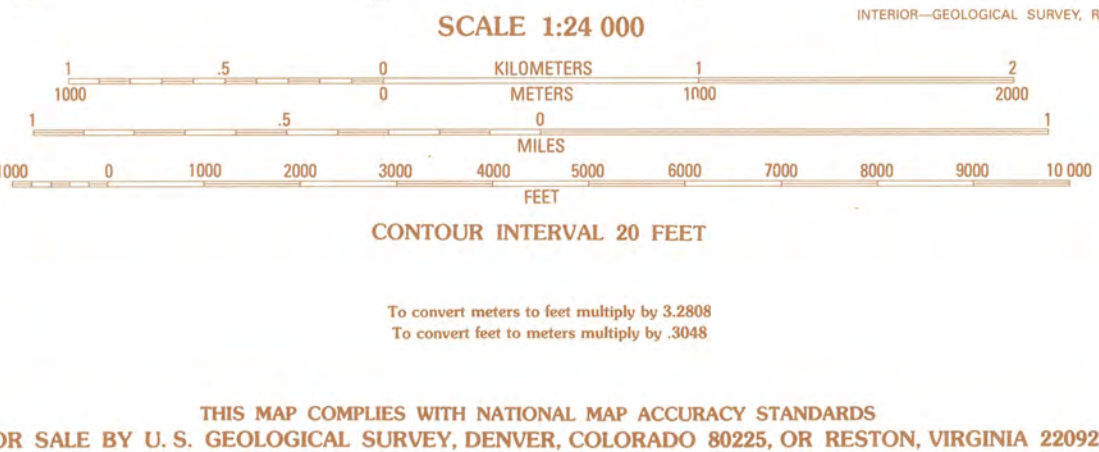 INTERIOR—GEOLOGICAL SURVEY, R
SCALE 1:24 000
1 .5 0 KILOMETERS 1 2
1000 0 METERS 1000 2000
1 .5 0 1
MILES
1000 0 1000 2000 3000 4000 5000 6000 7000 8000 9000 10 000
FEET
CONTOUR INTERVAL 20 FEET
To convert meters to feet multiply by 3.2808
To convert feet to meters multiply by .3048
THIS MAP COMPLIES WITH NATIONAL MAP ACCURACY STANDARDS
OR SALE BY U. S. GEOLOGICAL SURVEY, DENVER, COLORADO 80225, OR RESTON, VIRGINIA 22092